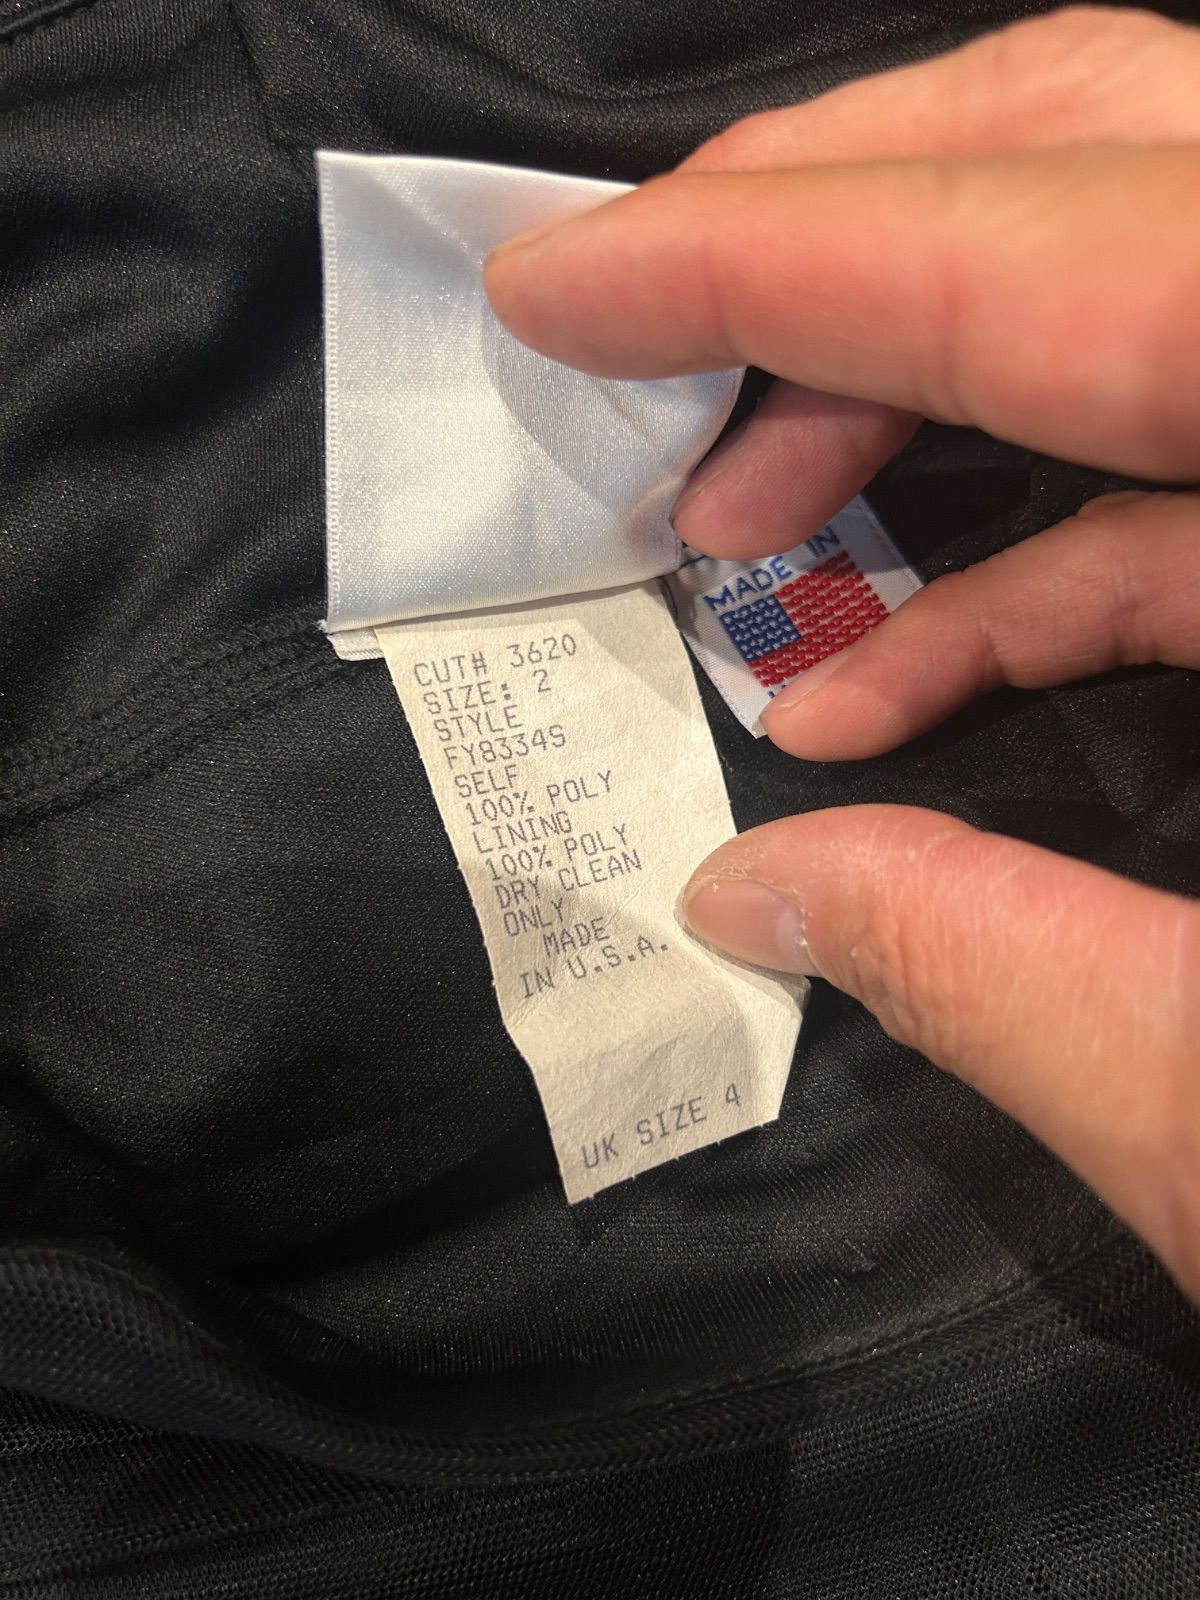 MADE IN
CUT# 3620
SIZE: 2
STYLE
FY8334S
SELF
100% POLY
LINING
100% POLY
DRY CLEAN
ONLY
MADE
IN U.S.A.
UK SIZE 4